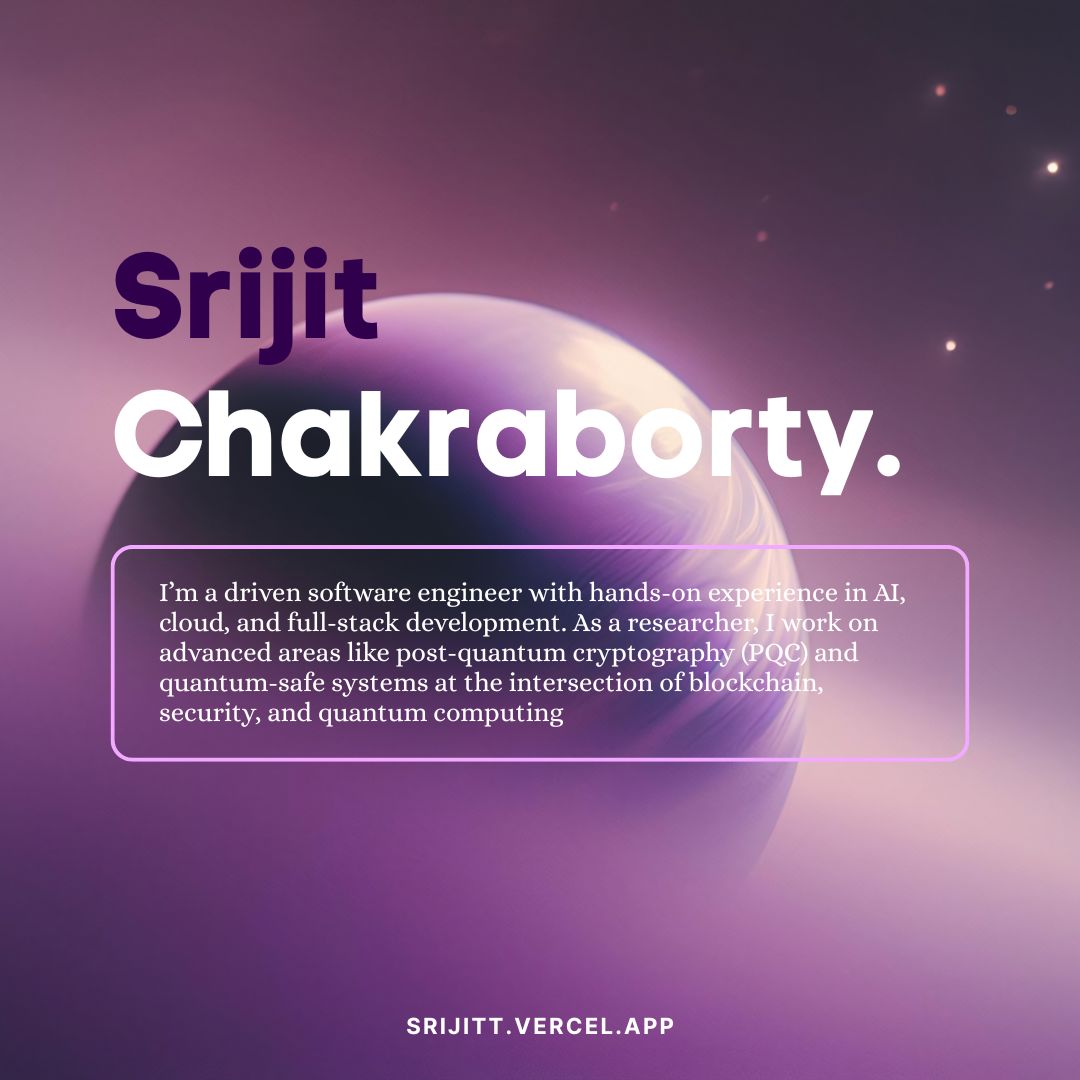 Srijit
Chakraborty.
I’m a driven software engineer with hands-on experience in AI,
cloud, and full-stack development. As a researcher, I work on
advanced areas like post-quantum cryptography (PQC) and
quantum-safe systems at the intersection of blockchain,
security, and quantum computing
SRIJITT.VERCEL.APP